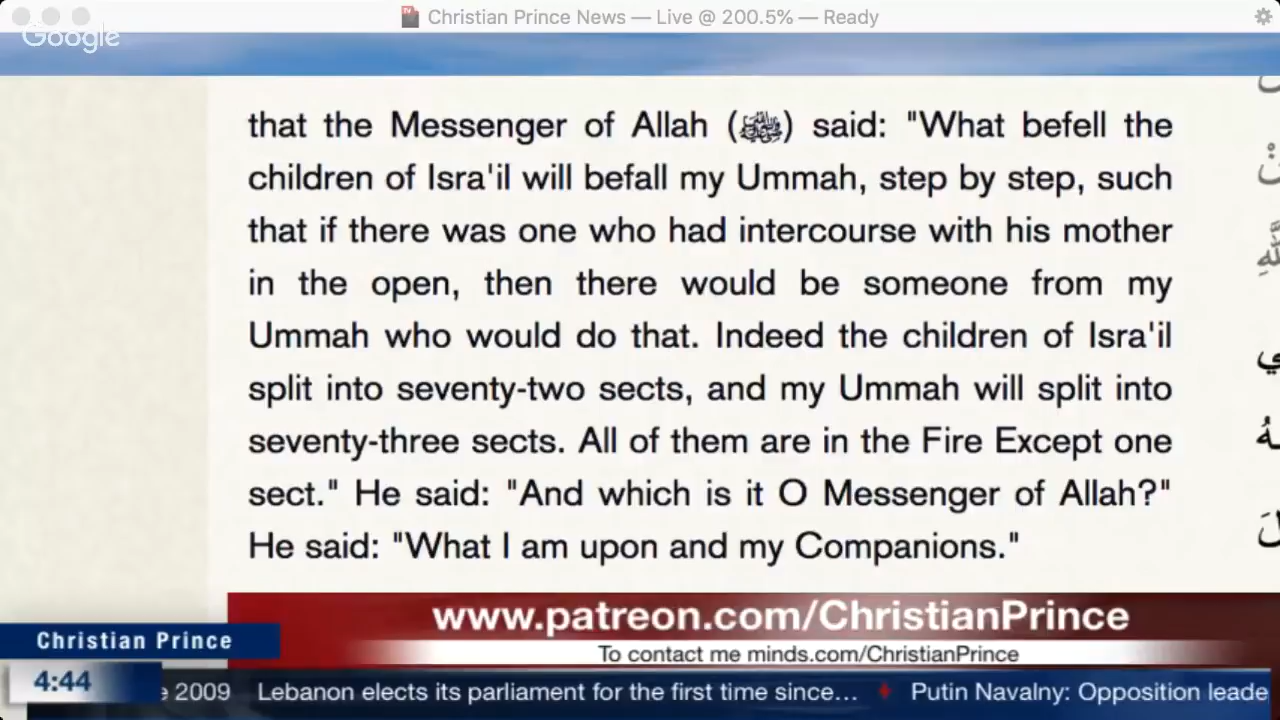 Christian Prince News — Live @ 200.5% — Ready
Google
that the Messenger of Allah (ﷺ) said: "What befell the
children of Isra'il will befall my Ummah, step by step, such
that if there was one who had intercourse with his mother
in the open, then there would be someone from my
Ummah who would do that. Indeed the children of Isra'il
split into seventy-two sects, and my Ummah will split into
seventy-three sects. All of them are in the Fire Except one
sect." He said: "And which is it O Messenger of Allah?"
He said: "What I am upon and my Companions."
www.patreon.com/ChristianPrince
To contact me minds.com/ChristianPrince
Christian Prince
4:44
e 2009 Lebanon elects its parliament for the first time since... Putin Navalny: Opposition leade